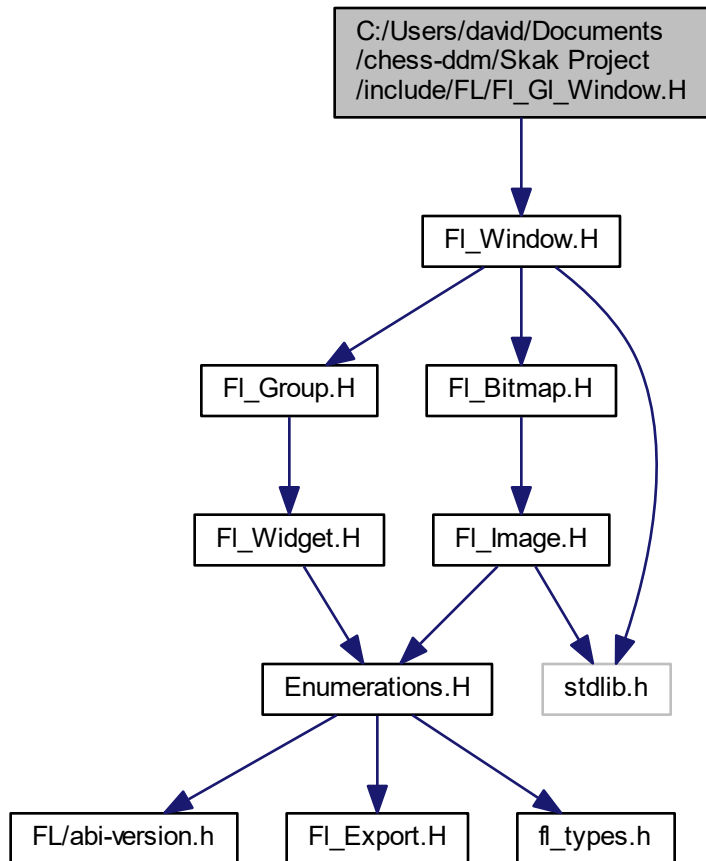 C:/Users/david/Documents
/chess-ddm/Skak Project
/include/FL/Fl_Gl_Window.H
Fl_Window.H
Fl_Group.H
Fl_Bitmap.H
Fl_Widget.H
Fl_Image.H
Enumerations.H
stdlib.h
FL/abi-version.h
Fl_Export.H
fl_types.h